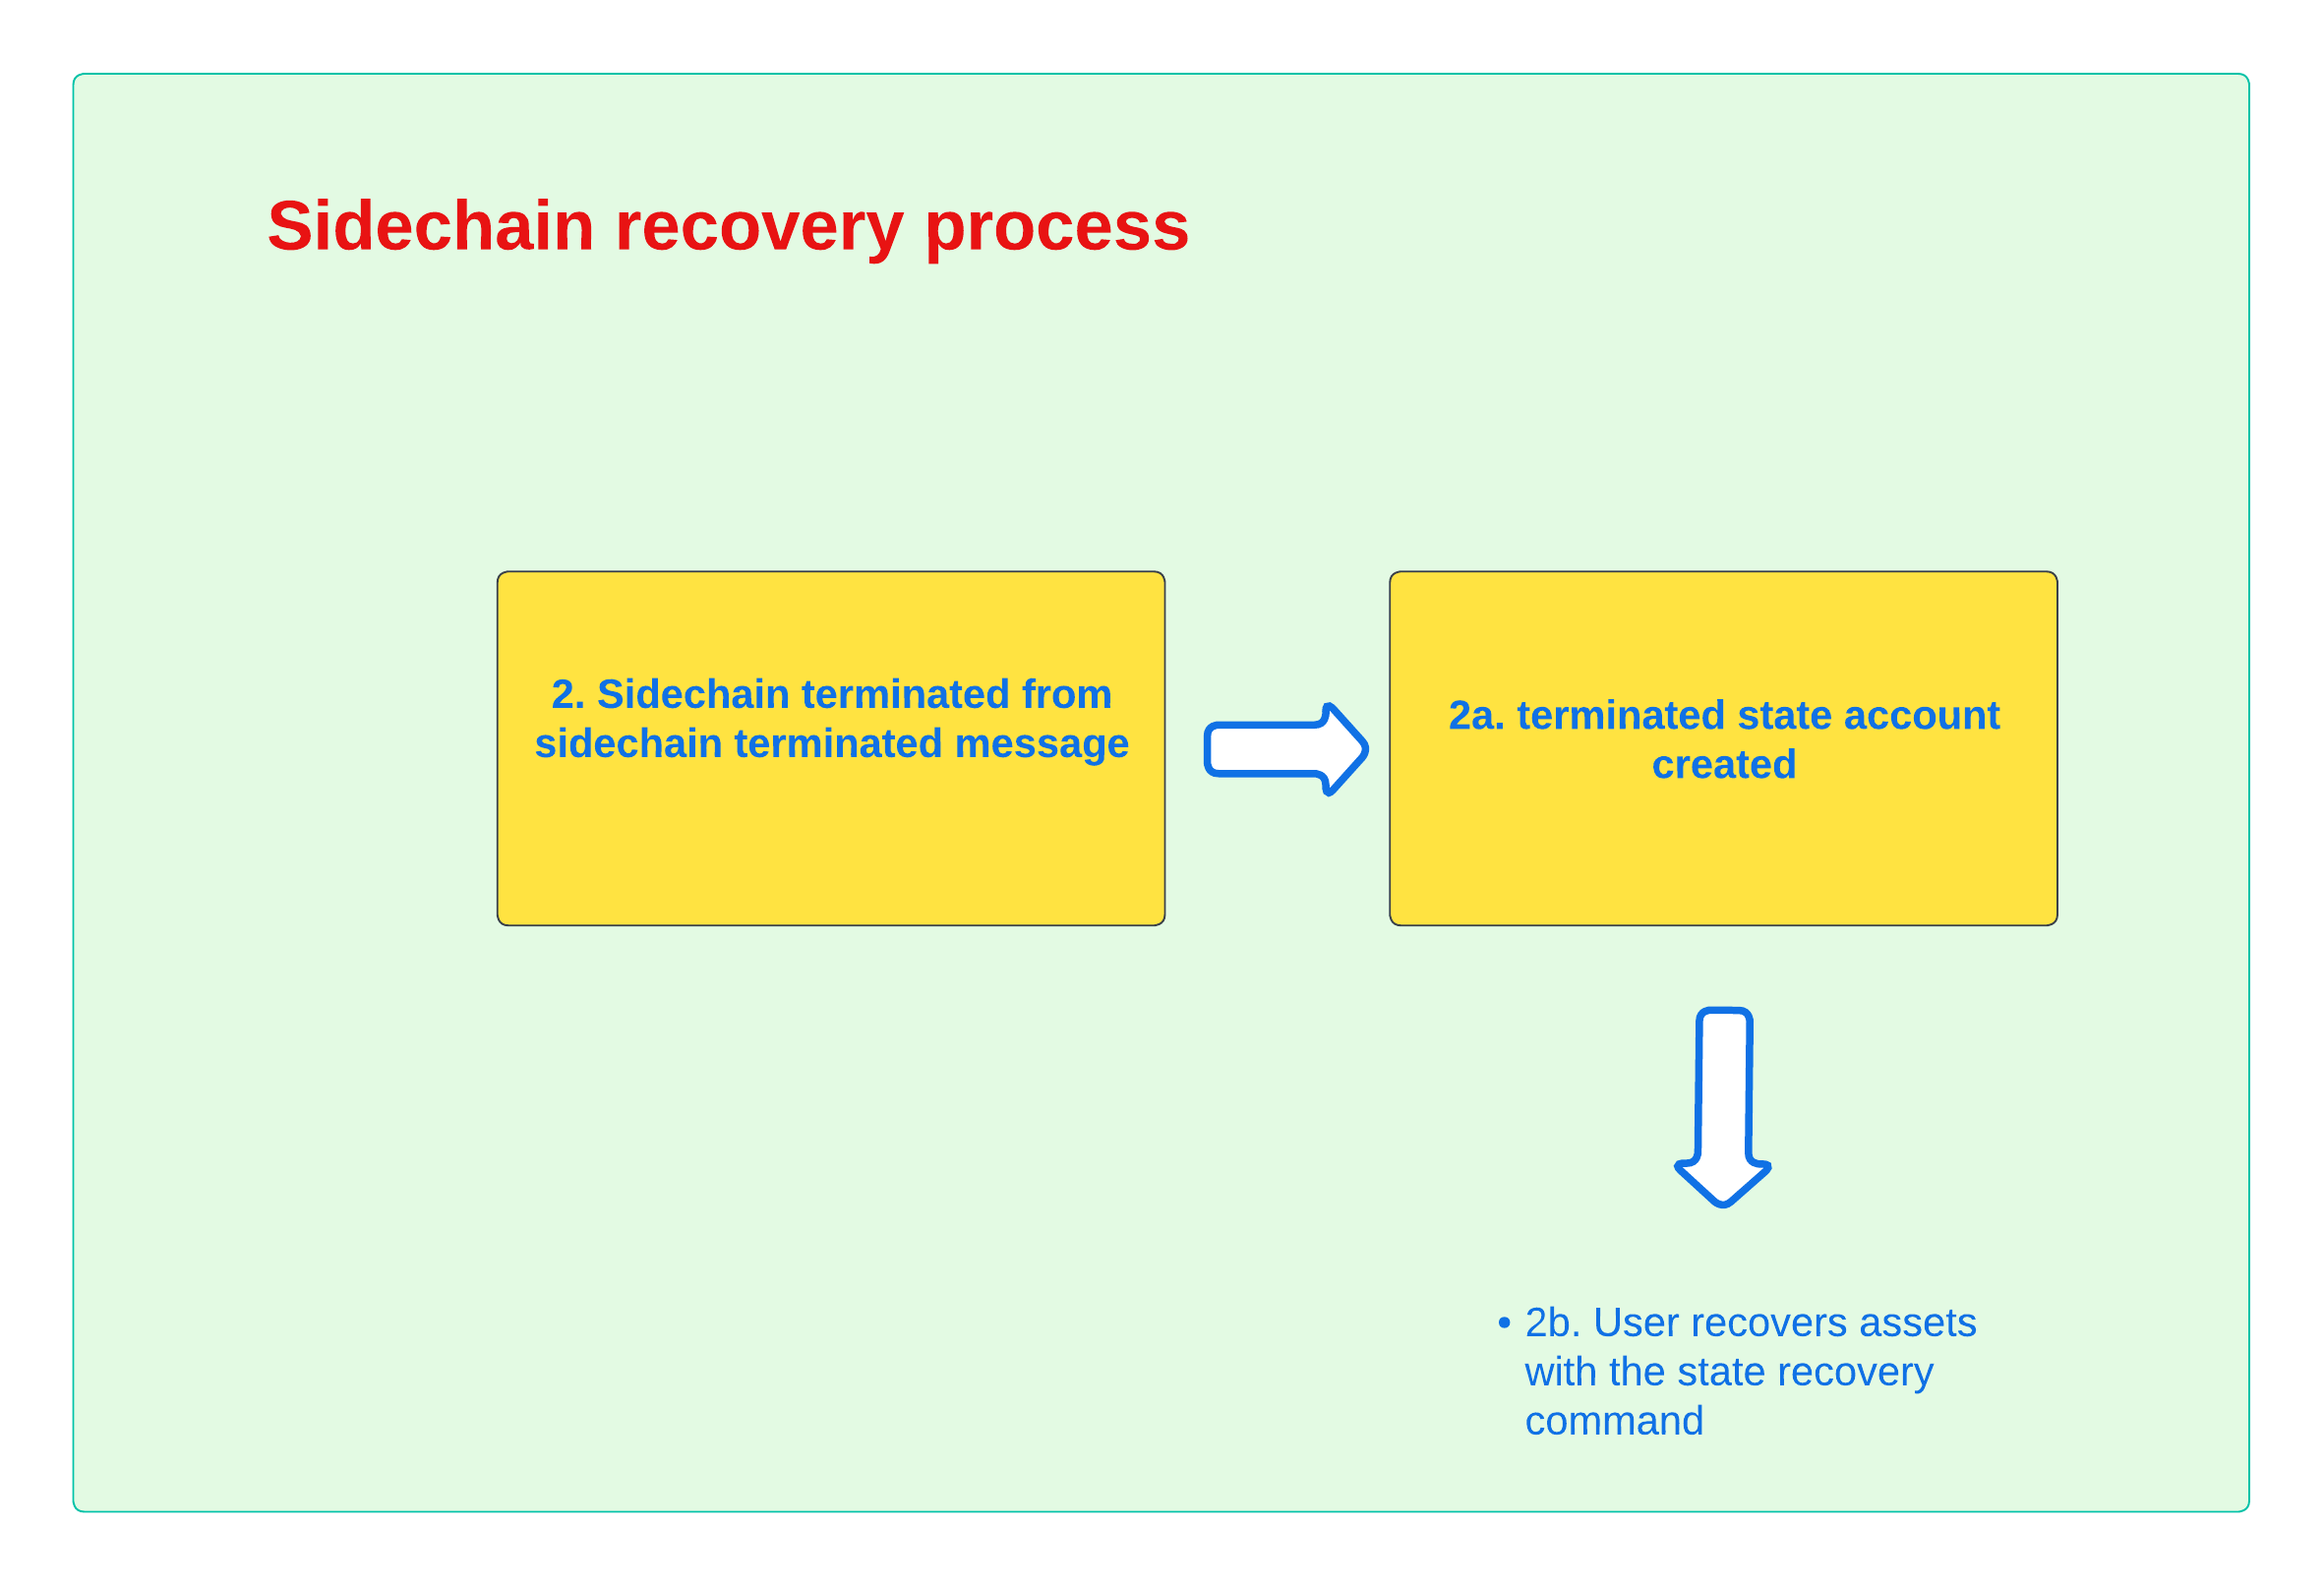 Sidechain recovery process
2. Sidechain terminated from
sidechain terminated message
2a. terminated state account
created
• 2b. User recovers assets
with the state recovery
command